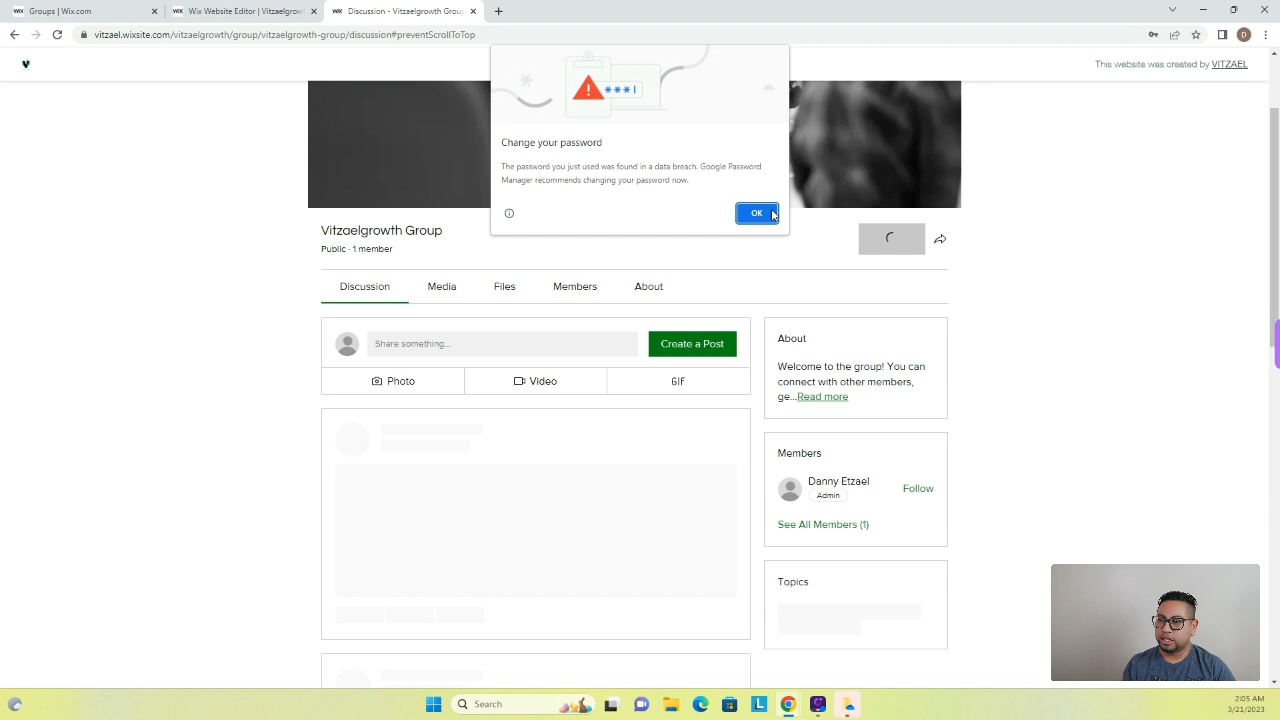 Groups | Wix.com
Wix Website Editor | Vitzaelgrowth
Discussion - Vitzaelgrowth Group
vitzael.wixsite.com/vitzaelgrowth/group/vitzaelgrowth-group/discussion#preventScrollToTop
D
This website was created by VITZAEL
***|
Change your password
The password you just used was found in a data breach. Google Password
Manager recommends changing your password now.
OK
Vitzaelgrowth Group
Public · 1 member
Discussion Media Files Members About
Share something...
Create a Post
Photo Video GIF
About
Welcome to the group! You can
connect with other members,
ge...Read more
Members
Danny Etzael
Admin
Follow
See All Members (1)
Topics
Search
2:05 AM
3/21/2023